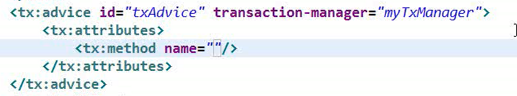 <tx:advice id="txAdvice" transaction-manager="myTxManager">
<tx:attributes>
<tx:method name=""/>
</tx:attributes>
</tx:advice>